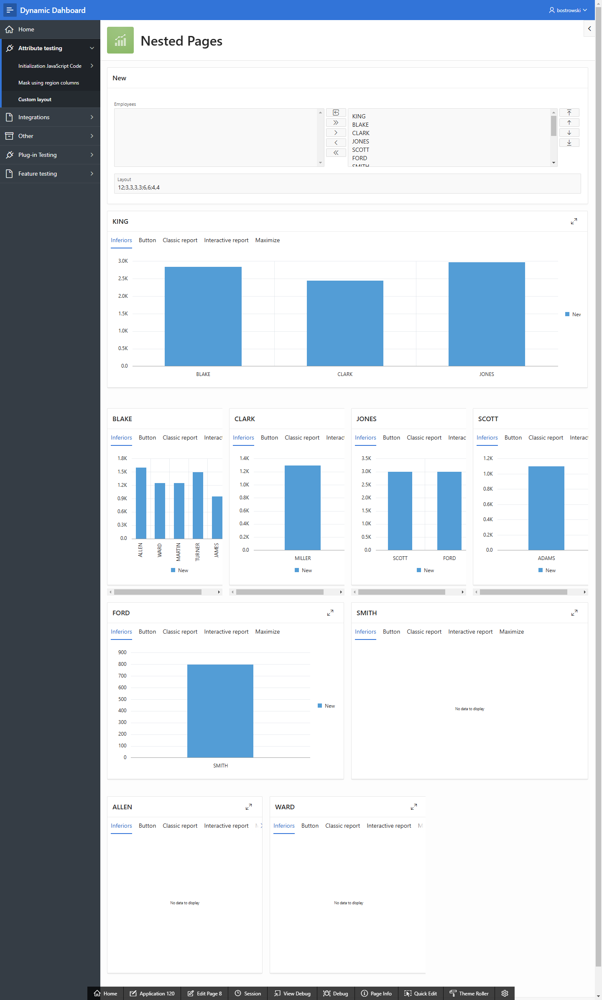 Dynamic Dahboard
bostrowski
Home
Attribute testing
Initialization JavaScript Code
Mask using region columns
Custom layout
Integrations
Other
Plug-in Testing
Feature testing
Nested Pages
New
Employees
KING
BLAKE
CLARK
JONES
SCOTT
FORD
SMITH
Layout
12;3,3,3,3;6,6;4,4
KING
Inferiors Button Classic report Interactive report Maximize
3.0K
2.5K
2.0K
1.5K
1.0K
0.5K
0.0
BLAKE CLARK JONES
New
BLAKE
Inferiors Button Classic report Interact
1.8K
1.5K
1.2K
0.9K
0.6K
0.3K
0.0
ALLEN WARD MARTIN TURNER JAMES
New
CLARK
Inferiors Button Classic report Interact
1.4K
1.2K
1.0K
0.8K
0.6K
0.4K
0.2K
0.0
MILLER
New
JONES
Inferiors Button Classic report Interac
3.5K
3.0K
2.5K
2.0K
1.5K
1.0K
0.5K
0.0
SCOTT FORD
New
SCOTT
Inferiors Button Classic report Interact
1.2K
1.0K
0.8K
0.6K
0.4K
0.2K
0.0
ADAMS
New
FORD
Inferiors Button Classic report Interactive report Maximize
900
800
700
600
500
400
300
200
100
0
SMITH
New
SMITH
Inferiors Button Classic report Interactive report Maximize
No data to display
ALLEN
Inferiors Button Classic report Interactive report
No data to display
WARD
Inferiors Button Classic report Interactive report M
No data to display
Home Application 120 Edit Page 8 Session View Debug Debug Page Info Quick Edit Theme Roller